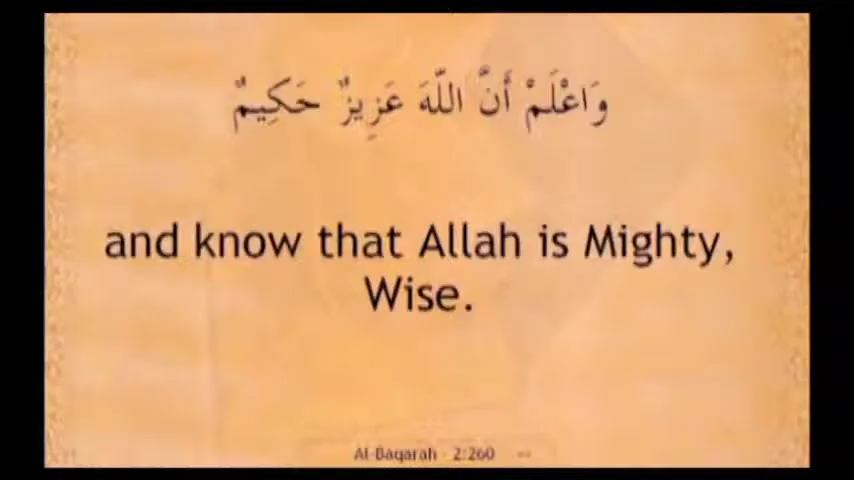 وَاعْلَمْ أَنَّ اللَّهَ عَزِيزٌ حَكِيمٌ
and know that Allah is Mighty,
Wise.
Al-Baqarah - 2:260